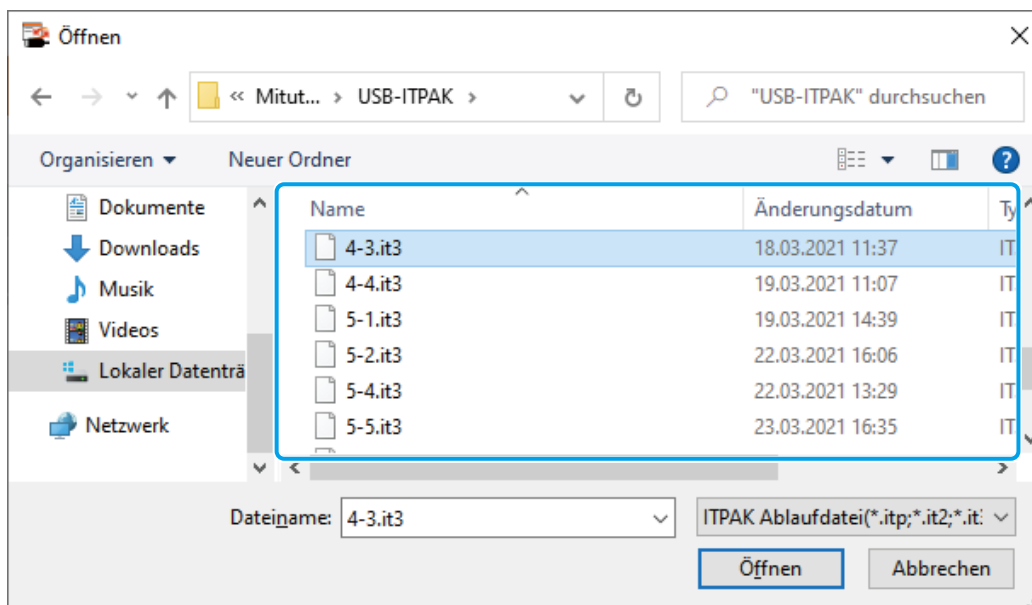 Öffnen
« Mitut... › USB-ITPAK ›
"USB-ITPAK" durchsuchen
Organisieren
Neuer Ordner
Dokumente
Downloads
Musik
Videos
Lokaler Datenträ
Netzwerk
Name Änderungsdatum Ty
4-3.it3 18.03.2021 11:37 IT
4-4.it3 19.03.2021 11:07 IT
5-1.it3 19.03.2021 14:39 IT
5-2.it3 22.03.2021 16:06 IT
5-4.it3 22.03.2021 13:29 IT
5-5.it3 23.03.2021 16:35 IT
Dateiname: 4-3.it3
ITPAK Ablaufdatei(*.itp;*.it2;*.it
Öffnen
Abbrechen